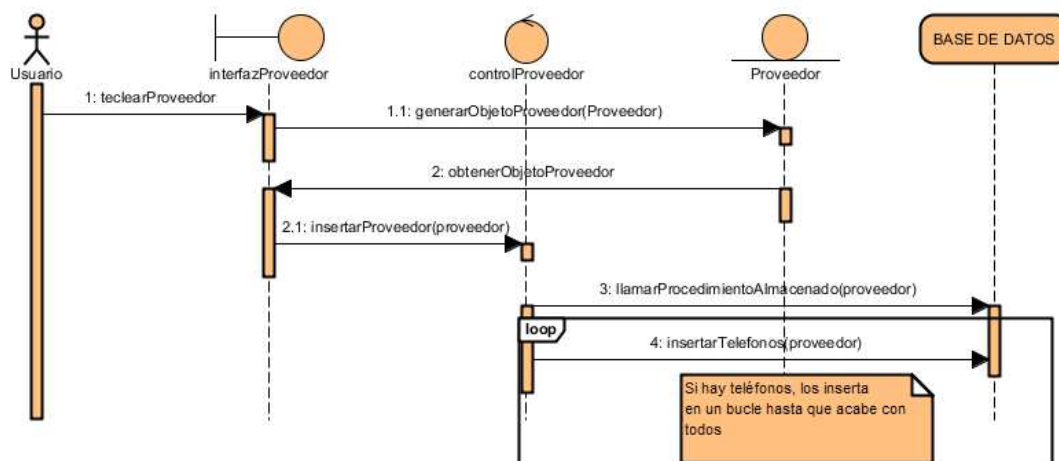 BASE DE DATOS
Usuario
interfazProveedor
controlProveedor
Proveedor
1: teclearProveedor
1.1: generarObjetoProveedor(Proveedor)
2: obtenerObjetoProveedor
2.1: insertarProveedor(proveedor)
3: llamarProcedimientoAlmacenado(proveedor)
loop
4: insertarTelefonos(proveedor)
Si hay teléfonos, los inserta
en un bucle hasta que acabe con
todos